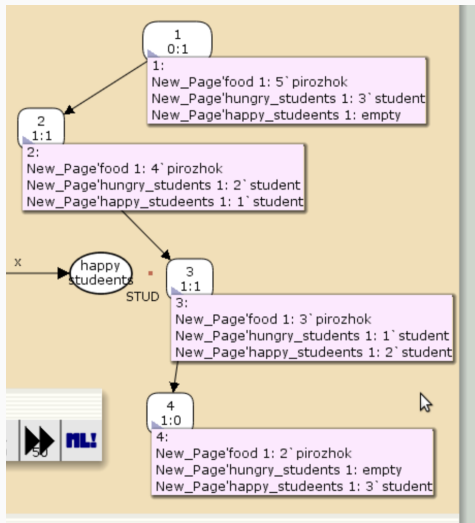 1
0:1
1:
New_Page'food 1: 5`pirozhok
New_Page'hungry_students 1: 3`student
New_Page'happy_studeents 1: empty
2
1:1
2:
New_Page'food 1: 4`pirozhok
New_Page'hungry_students 1: 2`student
New_Page'happy_studeents 1: 1`student
x
happy
studeents
STUD
3
1:1
3:
New_Page'food 1: 3`pirozhok
New_Page'hungry_students 1: 1`student
New_Page'happy_studeents 1: 2`student
50
ML!
4
1:0
4:
New_Page'food 1: 2`pirozhok
New_Page'hungry_students 1: empty
New_Page'happy_studeents 1: 3`student